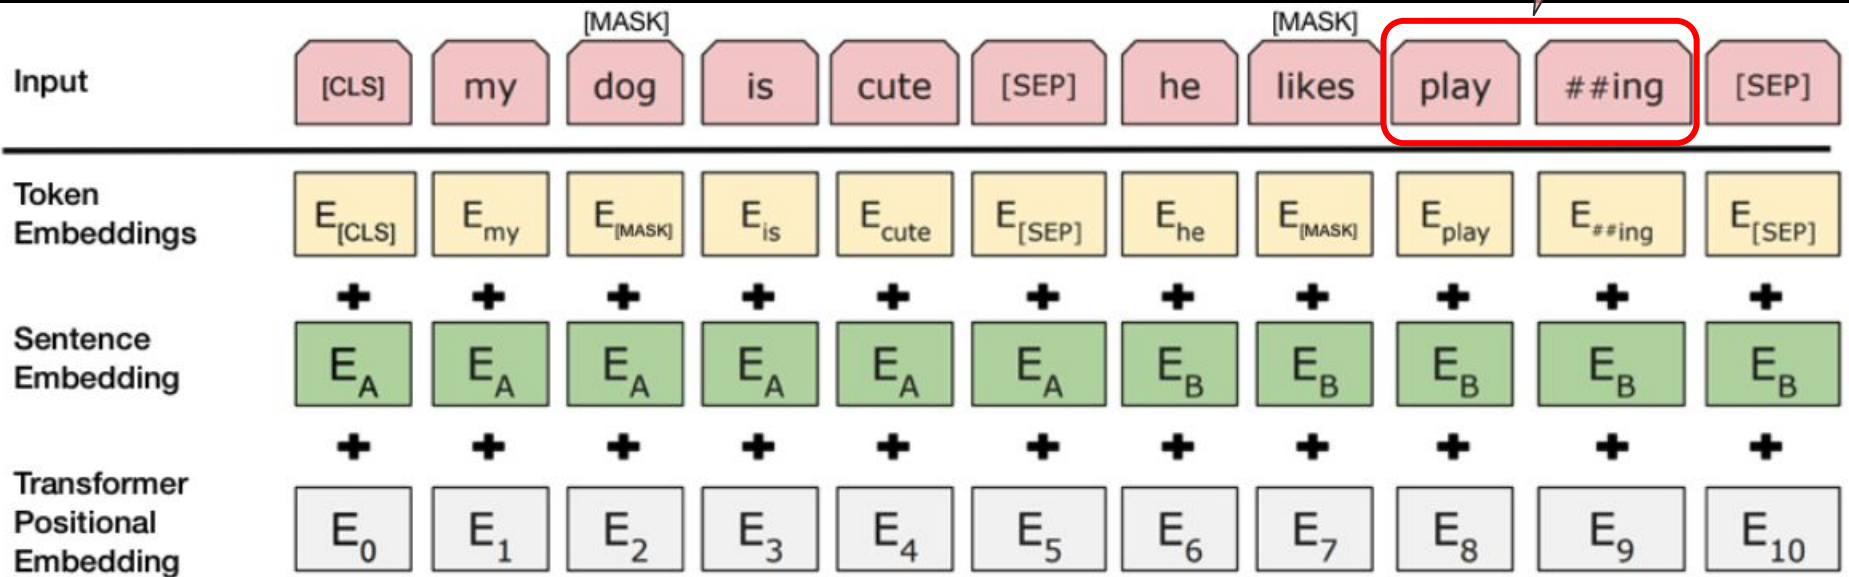 [MASK] [MASK]
Input [CLS] my dog is cute [SEP] he likes play ##ing [SEP]
Token
Embeddings
E[CLS] Emy E[MASK] Eis Ecute E[SEP] Ehe E[MASK] Eplay E##ing E[SEP]
+ + + + + + + + + + +
Sentence
Embedding
EA EA EA EA EA EA EB EB EB EB EB
+ + + + + + + + + + +
Transformer
Positional
Embedding
E0 E1 E2 E3 E4 E5 E6 E7 E8 E9 E10